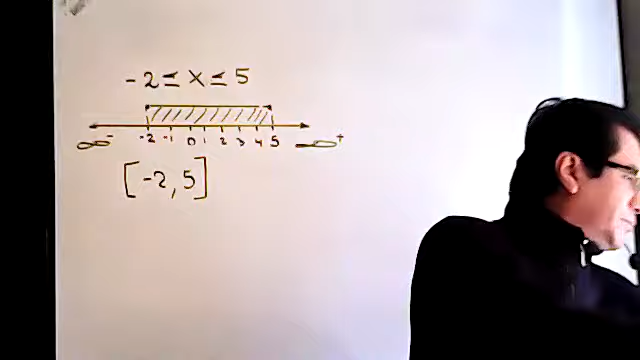 -2 ≤ x ≤ 5
-2 -1 0 1 2 3 4 5
∞⁻ ∞⁺
[-2, 5]